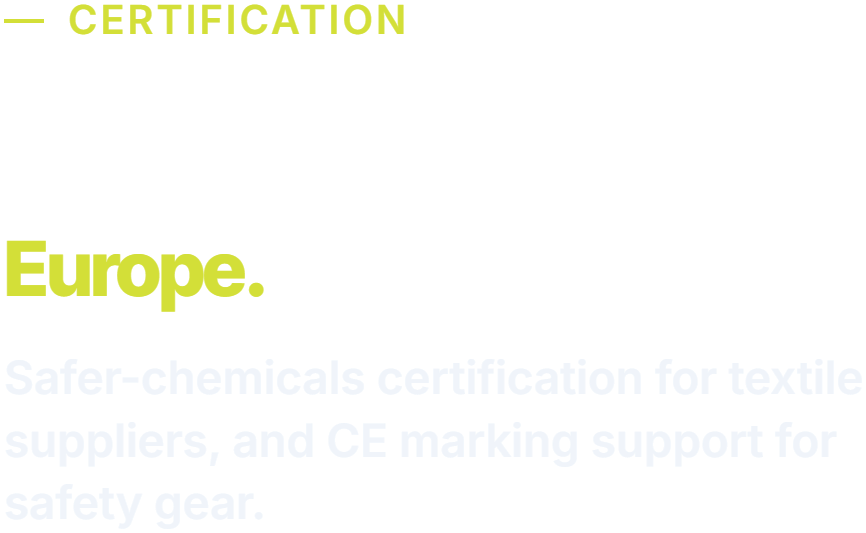 — CERTIFICATION
Europe.
Safer-chemicals certification for textile
suppliers, and CE marking support for
safety gear.